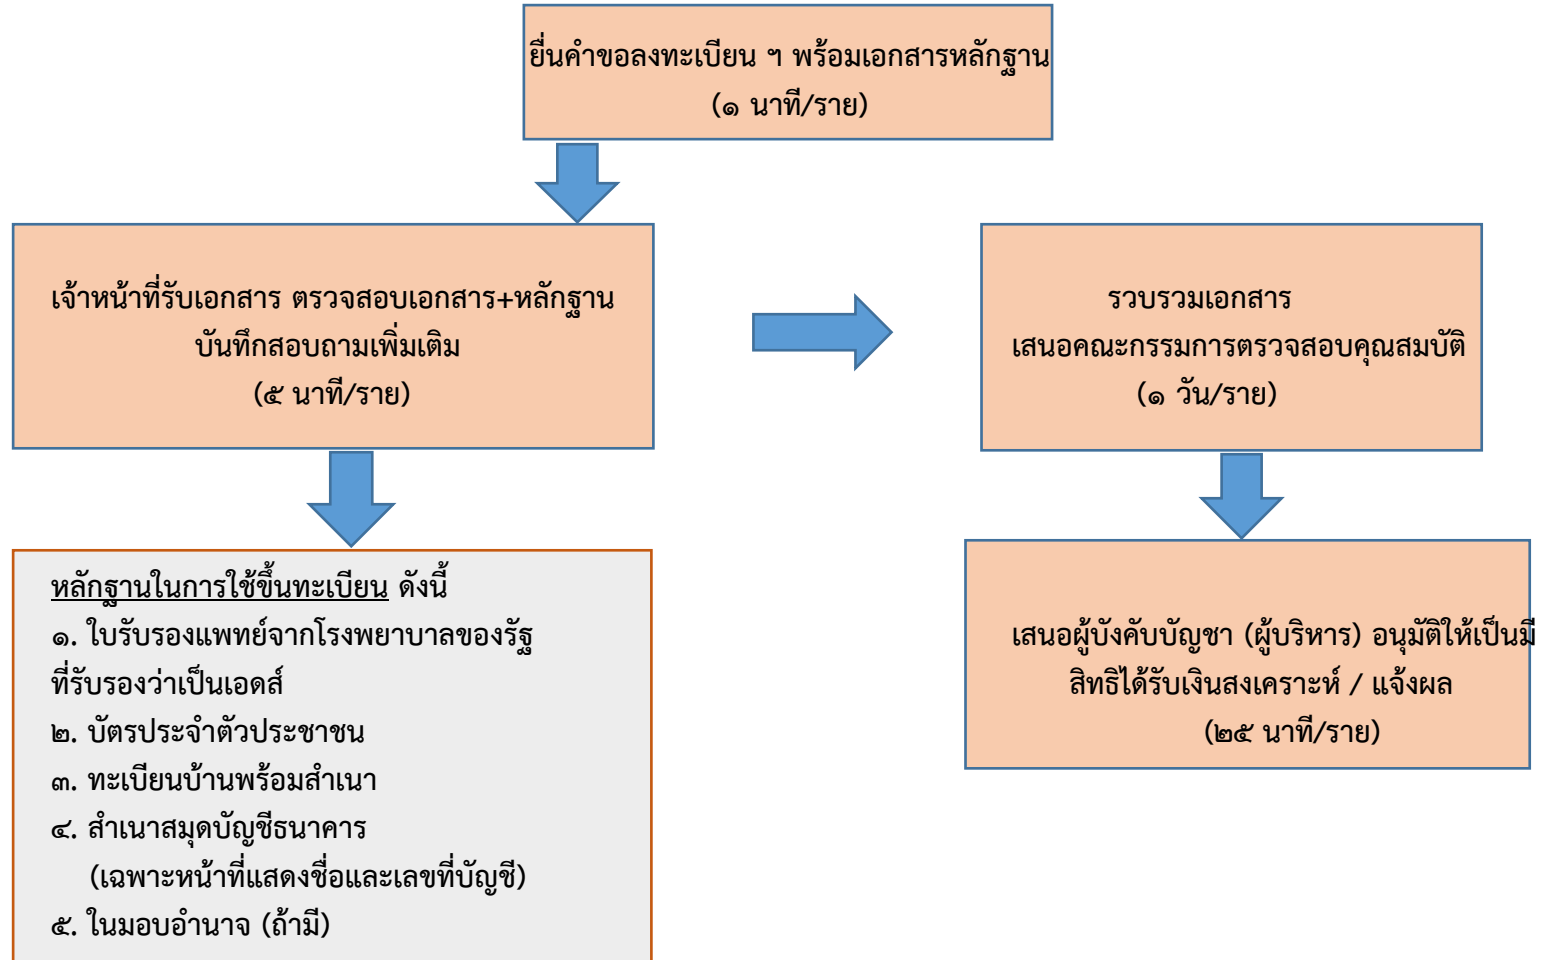 ยื่นคำขอลงทะเบียน ฯ พร้อมเอกสารหลักฐาน
(๑ นาที/ราย)
เจ้าหน้าที่รับเอกสาร ตรวจสอบเอกสาร+หลักฐาน
บันทึกสอบถามเพิ่มเติม
(๕ นาที/ราย)
รวบรวมเอกสาร
เสนอคณะกรรมการตรวจสอบคุณสมบัติ
(๑ วัน/ราย)
หลักฐานในการใช้ขึ้นทะเบียน ดังนี้
๑. ใบรับรองแพทย์จากโรงพยาบาลของรัฐ
ที่รับรองว่าเป็นเอดส์
๒. บัตรประจำตัวประชาชน
๓. ทะเบียนบ้านพร้อมสำเนา
๔. สำเนาสมุดบัญชีธนาคาร
(เฉพาะหน้าที่แสดงชื่อและเลขที่บัญชี)
๕. ในมอบอำนาจ (ถ้ามี)
เสนอผู้บังคับบัญชา (ผู้บริหาร) อนุมัติให้เป็นมี
สิทธิได้รับเงินสงเคราะห์ / แจ้งผล
(๒๕ นาที/ราย)